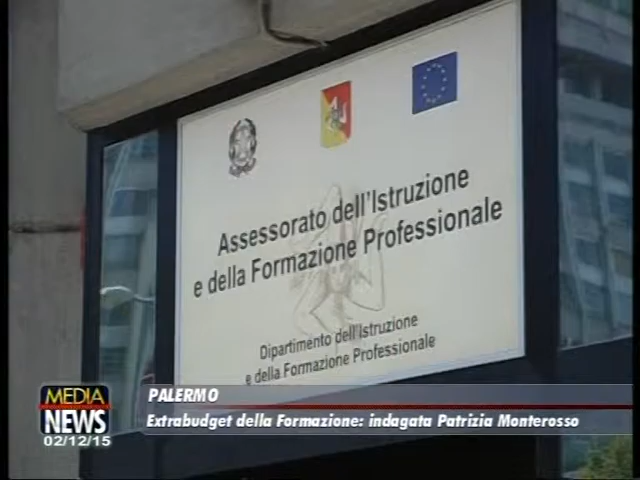 Assessorato dell'Istruzione
e della Formazione Professionale
Dipartimento dell'Istruzione
e della Formazione Professionale
MEDIA
NEWS
02/12/15
PALERMO
Extrabudget della Formazione: indagata Patrizia Monterosso